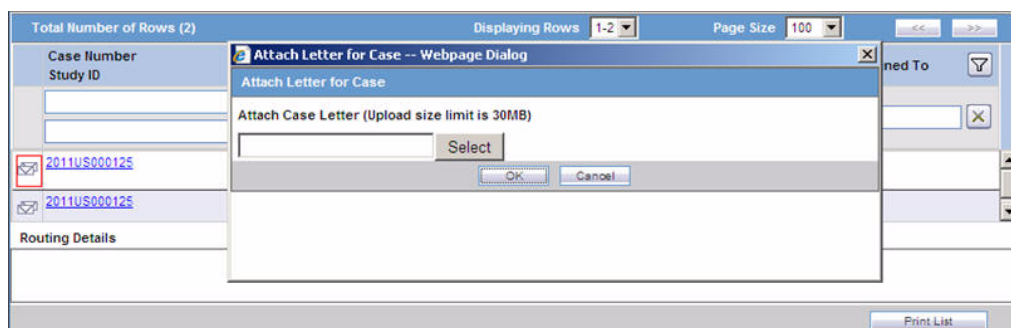 Total Number of Rows (2) Displaying Rows 1-2 Page Size 100 << >>
Case Number
Study ID
Attach Letter for Case -- Webpage Dialog
ned To
Attach Letter for Case
Attach Case Letter (Upload size limit is 30MB)
Select
OK Cancel
2011US000125
2011US000125
Routing Details
Print List